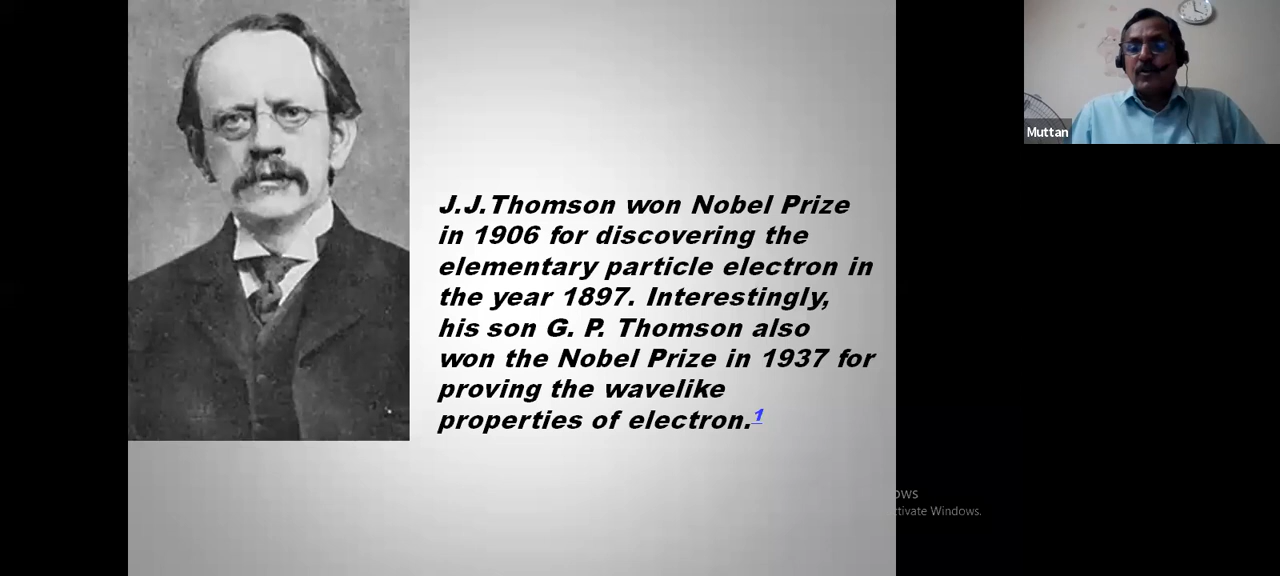 J.J.Thomson won Nobel Prize
in 1906 for discovering the
elementary particle electron in
the year 1897. Interestingly,
his son G. P. Thomson also
won the Nobel Prize in 1937 for
proving the wavelike
properties of electron.1
Muttan
Windows.